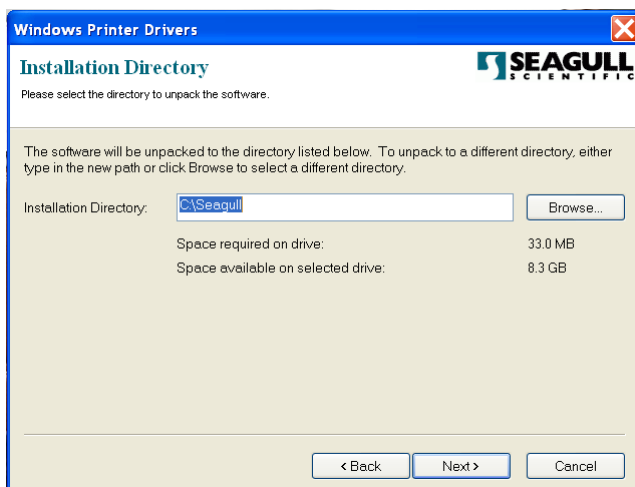 Windows Printer Drivers
Installation Directory
SEAGULL
SCIENTIFIC
Please select the directory to unpack the software.
The software will be unpacked to the directory listed below. To unpack to a different directory, either
type in the new path or click Browse to select a different directory.
Installation Directory: C:\Seagull Browse...
Space required on drive: 33.0 MB
Space available on selected drive: 8.3 GB
< Back Next > Cancel